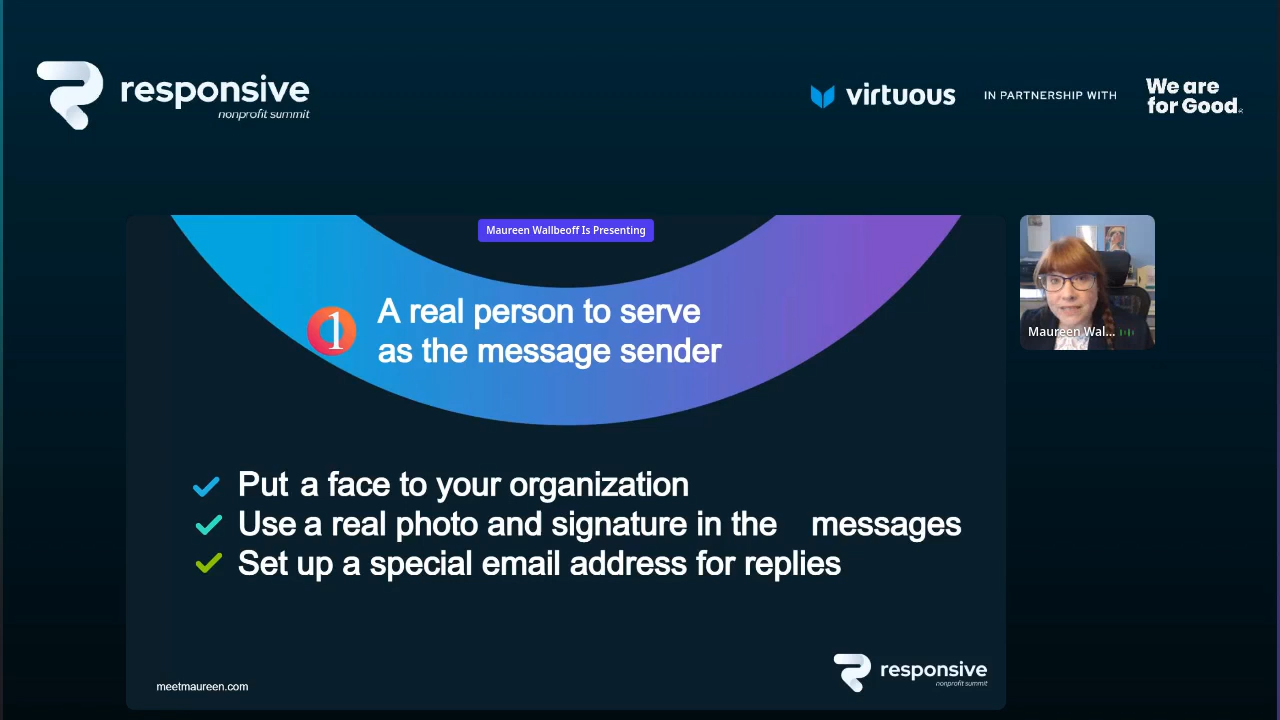 responsive
nonprofit summit
virtuous
IN PARTNERSHIP WITH
We are
for Good.
Maureen Wallbeoff Is Presenting
1
A real person to serve
as the message sender
Maureen Wal...
Put a face to your organization
Use a real photo and signature in the messages
Set up a special email address for replies
meetmaureen.com
responsive
nonprofit summit